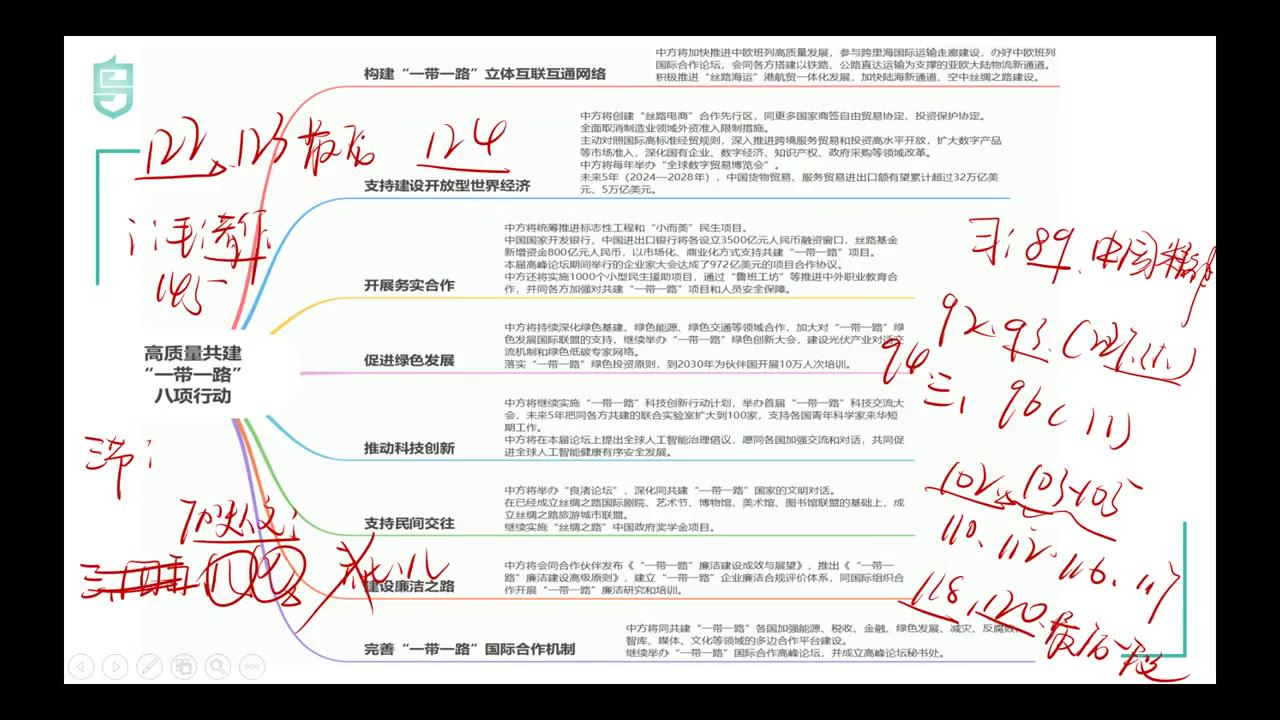 构建“一带一路”立体互联互通网络
中方将加快推进中欧班列高质量发展，参与跨里海国际运输走廊建设，办好中欧班列
国际合作论坛，会同各方搭建以铁路、公路直达运输为支撑的亚欧大陆物流新通道。
积极推进“丝路海运”港航贸一体化发展，加快陆海新通道、空中丝绸之路建设。
122、123 最后 124
支持建设开放型世界经济
中方将创建“丝路电商”合作先行区，同更多国家商签自由贸易协定、投资保护协定。
全面取消制造业领域外资准入限制措施。
主动对照国际高标准经贸规则，深入推进跨境服务贸易和投资高水平开放，扩大数字产品
等市场准入，深化国有企业、数字经济、知识产权、政府采购等领域改革。
中方将每年举办“全球数字贸易博览会”。
未来5年（2024—2028年），中国货物贸易、服务贸易进出口额有望累计超过32万亿美
元、5万亿美元。
145
开展务实合作
中方将统筹推进标志性工程和“小而美”民生项目。
中国国家开发银行、中国进出口银行将各设立3500亿元人民币融资窗口，丝路基金
新增资金800亿元人民币，以市场化、商业化方式支持共建“一带一路”项目。
本届高峰论坛期间举行的企业家大会达成了972亿美元的项目合作协议。
中方还将实施1000个小型民生援助项目，通过“鲁班工坊”等推进中外职业教育合
作，并同各方加强对共建“一带一路”项目和人员安全保障。
高质量共建
“一带一路”
八项行动
促进绿色发展
中方将持续深化绿色基建、绿色能源、绿色交通等领域合作，加大对“一带一路”绿
色发展国际联盟的支持，继续举办“一带一路”绿色创新大会，建设光伏产业对话交
流机制和绿色低碳专家网络。
落实“一带一路”绿色投资原则，到2030年为伙伴国开展10万人次培训。
推动科技创新
中方将继续实施“一带一路”科技创新行动计划，举办首届“一带一路”科技交流大
会，未来5年把同各方共建的联合实验室扩大到100家，支持各国青年科学家来华短
期工作。
中方将在本届论坛上提出全球人工智能治理倡议，愿同各国加强交流和对话，共同促
进全球人工智能健康有序安全发展。
支持民间交往
中方将举办“良渚论坛”，深化同共建“一带一路”国家的文明对话。
在已经成立丝绸之路国际剧院、艺术节、博物馆、美术馆、图书馆联盟的基础上，成
立丝绸之路旅游城市联盟。
继续实施“丝绸之路”中国政府奖学金项目。
建设廉洁之路
中方将会同合作伙伴发布《“一带一路”廉洁建设成效与展望》，推出《“一带一
路”廉洁建设高级原则》，建立“一带一路”企业廉洁合规评价体系，同国际组织合
作开展“一带一路”廉洁研究和培训。
完善“一带一路”国际合作机制
中方将同共建“一带一路”各国加强能源、税收、金融、绿色发展、减灾、反腐败、
智库、媒体、文化等领域的多边合作平台建设。
继续举办“一带一路”国际合作高峰论坛，并成立高峰论坛秘书处。
三节：
89、中国精神
92、93
94
三、96（11）
102、103-105
110、112、116、117
118、120、最后一段